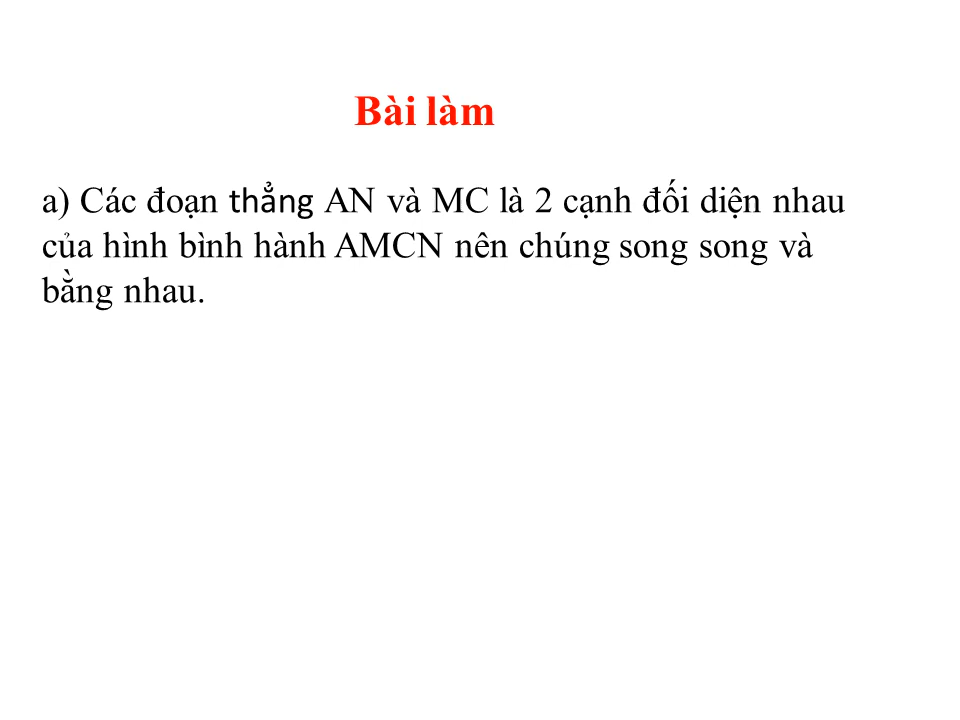 Bài làm
a) Các đoạn thẳng AN và MC là 2 cạnh đối diện nhau
của hình bình hành AMCN nên chúng song song và
bằng nhau.